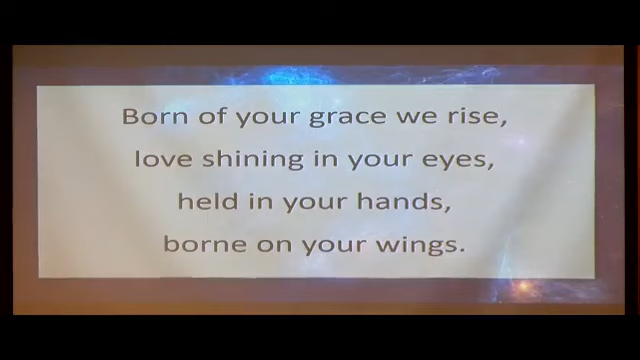 Born of your grace we rise,
love shining in your eyes,
held in your hands,
borne on your wings.